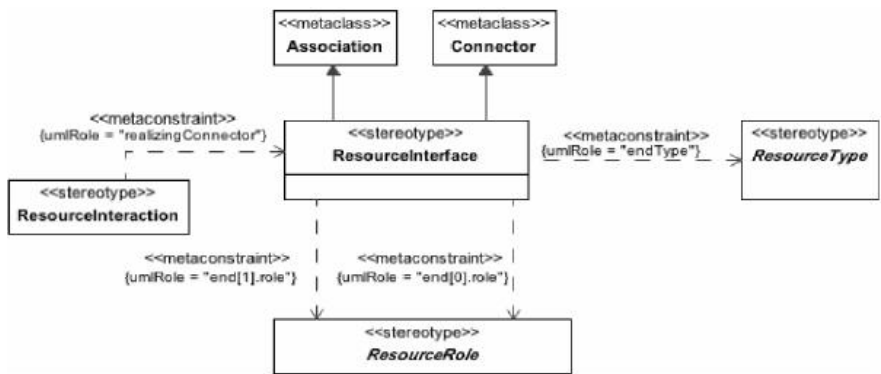 <<metaclass>>
Association
<<metaclass>>
Connector
<<metaconstraint>>
{umlRole = "realizingConnector"}
<<stereotype>>
ResourceInterface
<<metaconstraint>>
{umlRole = "endType"}
<<stereotype>>
ResourceType
<<stereotype>>
ResourceInteraction
<<metaconstraint>>
{umlRole = "end[1].role"}
<<metaconstraint>>
{umlRole = "end[0].role"}
<<stereotype>>
ResourceRole